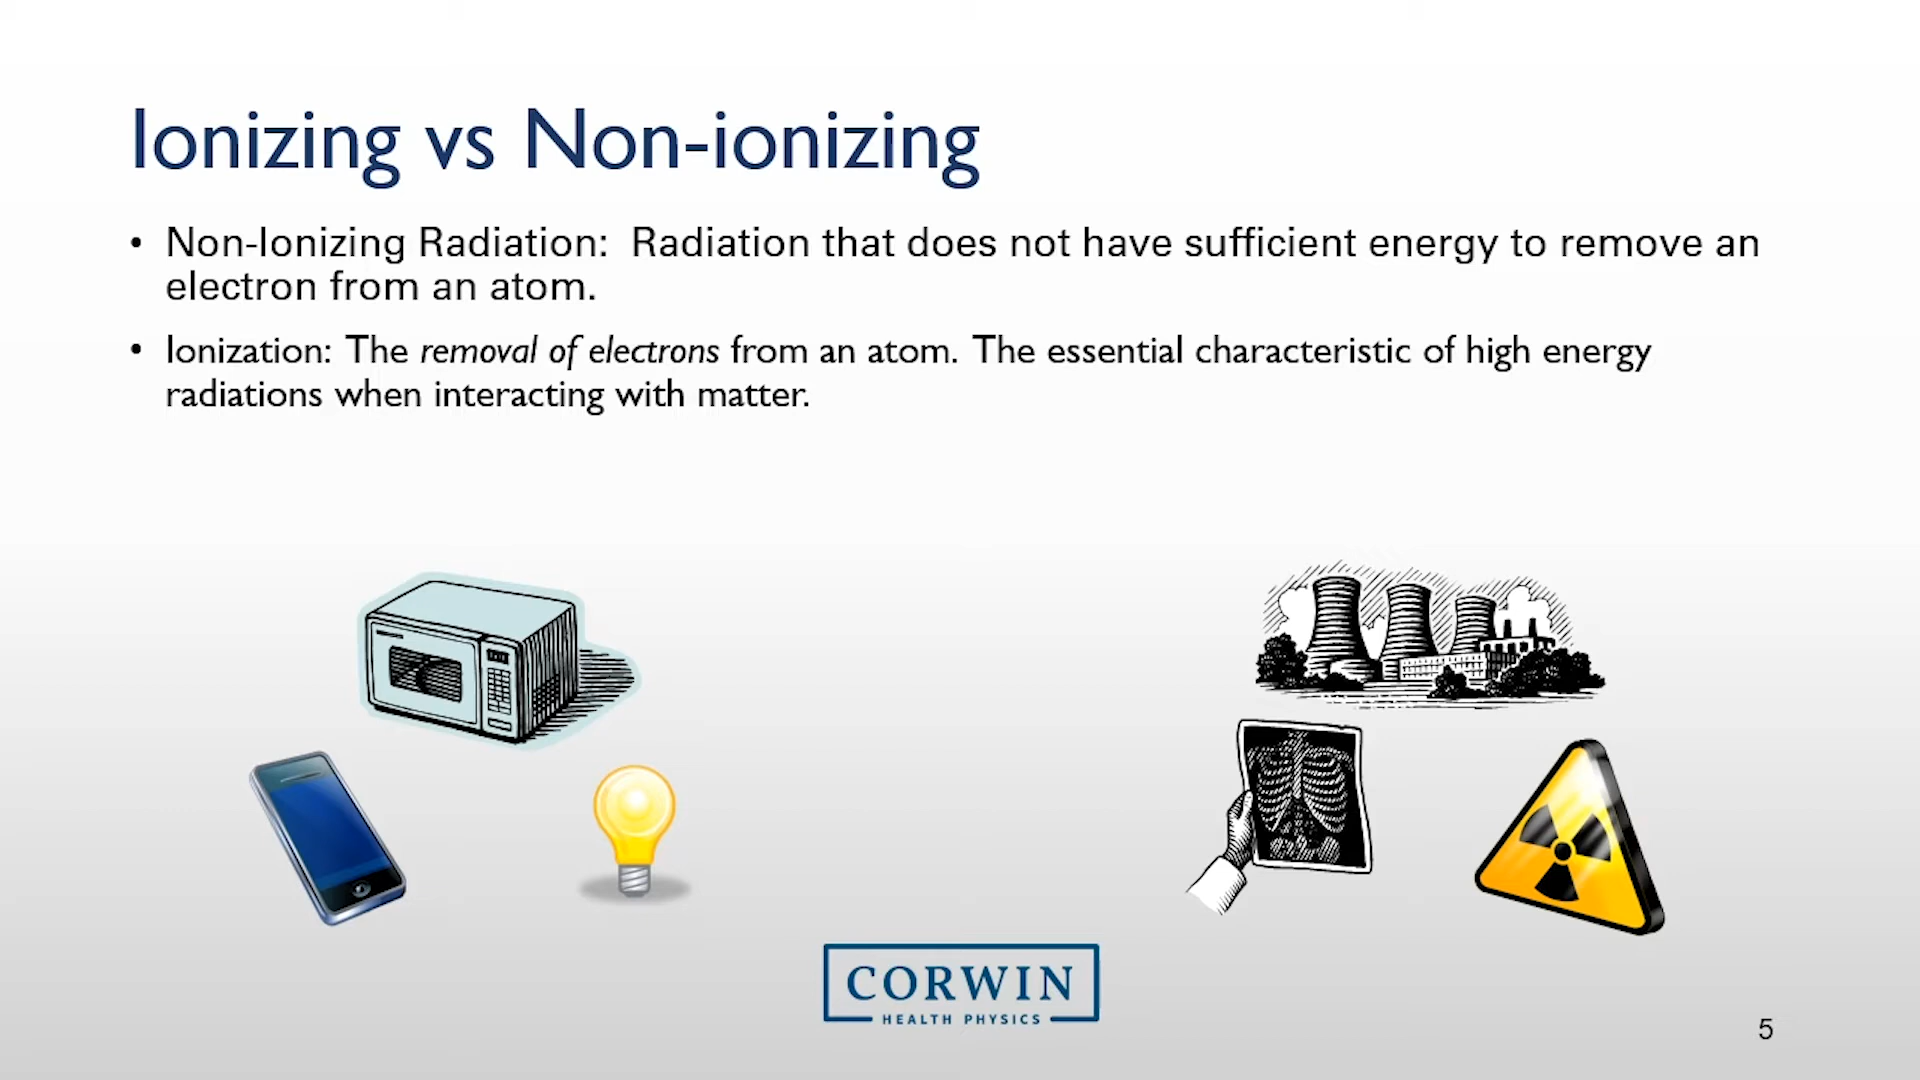 Ionizing vs Non-ionizing
• Non-Ionizing Radiation:  Radiation that does not have sufficient energy to remove an
electron from an atom.
• Ionization: The removal of electrons from an atom. The essential characteristic of high energy
radiations when interacting with matter.
CORWIN
HEALTH PHYSICS
5